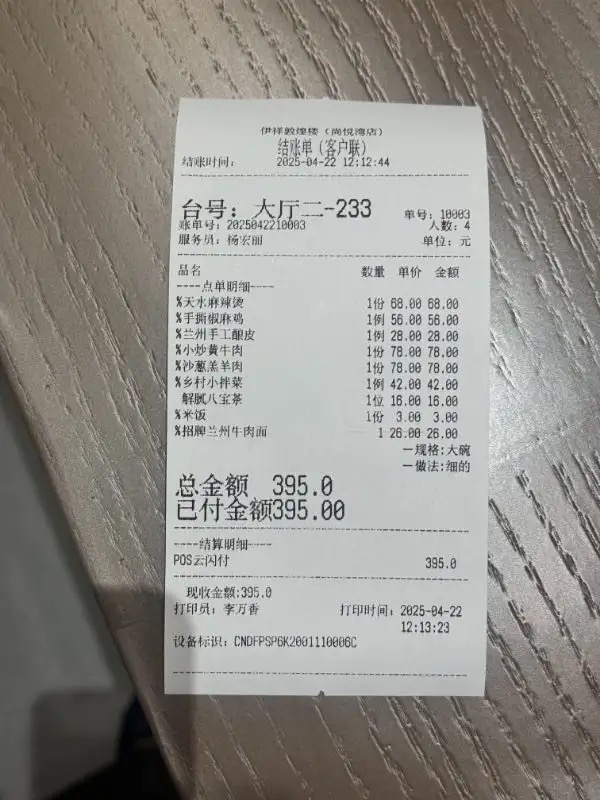 伊祥敦煌楼（尚悦湾店）
结账单（客户联）
结账时间： 2025-04-22 12:12:44
台号：大厅二-233 单号：10003
账单号：2025042210003 人数：4
服务员：杨宏丽 单位：元
品名 数量 单价 金额
----点单明细----
%天水麻辣烫 1份 68.00 68.00
%手撕椒麻鸡 1例 56.00 56.00
%兰州手工酿皮 1例 28.00 28.00
%小炒黄牛肉 1份 78.00 78.00
%沙葱羔羊肉 1份 78.00 78.00
%乡村小拌菜 1例 42.00 42.00
解腻八宝茶 1位 16.00 16.00
%米饭 1份 3.00 3.00
%招牌兰州牛肉面 1 26.00 26.00
—规格:大碗
—做法:细的
总金额 395.0
已付金额395.00
----结算明细----
POS云闪付 395.0
现收金额:395.0
打印员：李万香 打印时间：2025-04-22
12:13:23
设备标识：CNDFPSP6K2001110006C